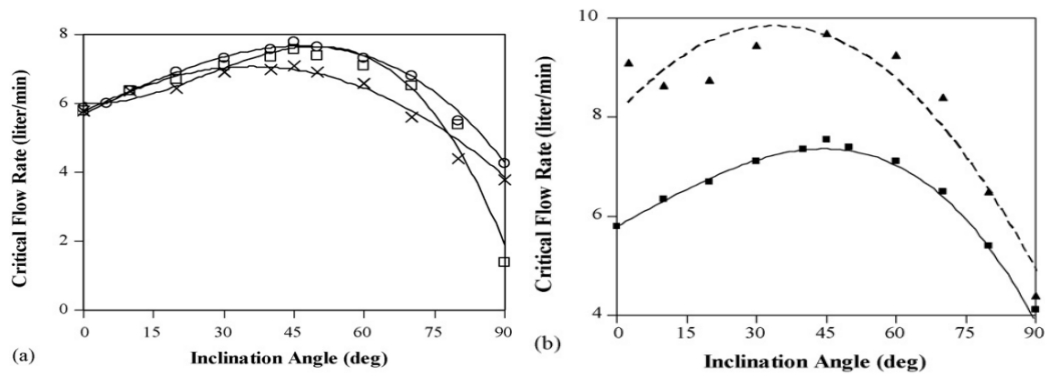 Critical Flow Rate (liter/min)
8
6
4
2
0
0 15 30 45 60 75 90
(a) Inclination Angle (deg)
Critical Flow Rate (liter/min)
10
8
6
4
0 15 30 45 60 75 90
(b) Inclination Angle (deg)